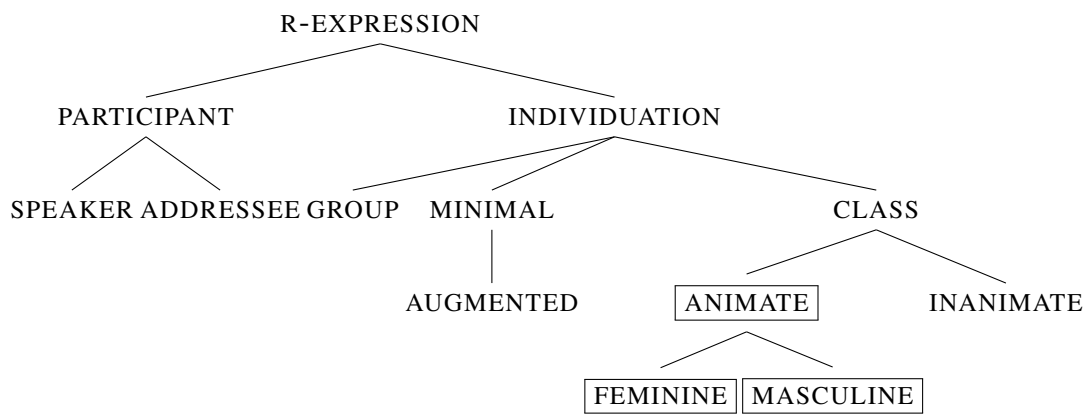 R-EXPRESSION
PARTICIPANT INDIVIDUATION
SPEAKER ADDRESSEE GROUP MINIMAL CLASS
AUGMENTED ANIMATE INANIMATE
FEMININE MASCULINE